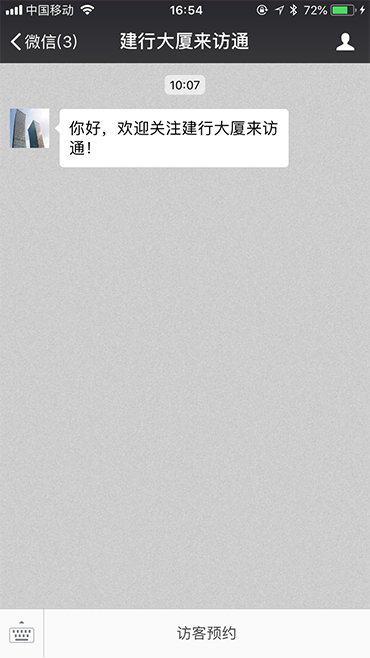 中国移动 16:54 72%
微信(3) 建行大厦来访通
10:07
你好，欢迎关注建行大厦来访
通！
访客预约